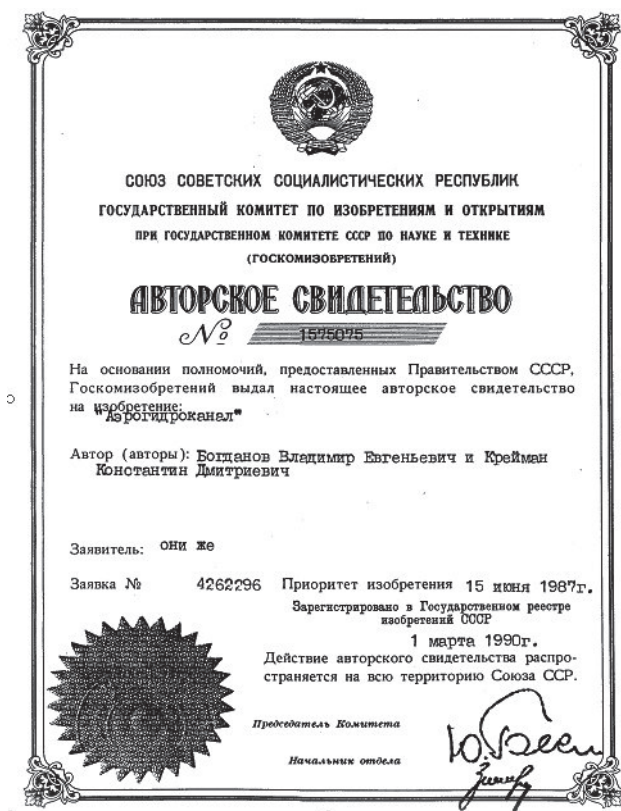 СОЮЗ СОВЕТСКИХ СОЦИАЛИСТИЧЕСКИХ РЕСПУБЛИК
ГОСУДАРСТВЕННЫЙ КОМИТЕТ ПО ИЗОБРЕТЕНИЯМ И ОТКРЫТИЯМ
ПРИ ГОСУДАРСТВЕННОМ КОМИТЕТЕ СССР ПО НАУКЕ И ТЕХНИКЕ
(ГОСКОМИЗОБРЕТЕНИЙ)
АВТОРСКОЕ СВИДЕТЕЛЬСТВО
№ 1575075
На основании полномочий, предоставленных Правительством СССР,
Госкомизобретений выдал настоящее авторское свидетельство
на изобретение:
"Аэрогидроканал"
Автор (авторы): Богданов Владимир Евгеньевич и Крейман
Константин Дмитриевич
Заявитель: они же
Заявка № 4262296 Приоритет изобретения 15 июня 1987г.
Зарегистрировано в Государственном реестре
изобретений СССР
1 марта 1990г.
Действие авторского свидетельства распро-
страняется на всю территорию Союза ССР.
Председатель Комитета
Начальник отдела